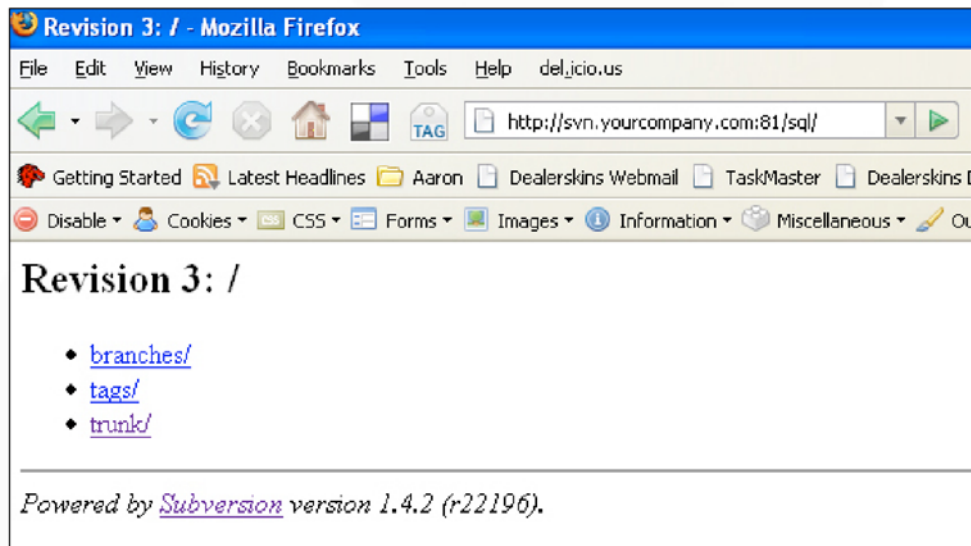 Revision 3: / - Mozilla Firefox
File Edit View History Bookmarks Tools Help del.icio.us
TAG http://svn.yourcompany.com:81/sql/
Getting Started Latest Headlines Aaron Dealerskins Webmail TaskMaster Dealerskins
Disable Cookies CSS CSS Forms Images Information Miscellaneous Ou
Revision 3: /
branches/
tags/
trunk/
Powered by Subversion version 1.4.2 (r22196).